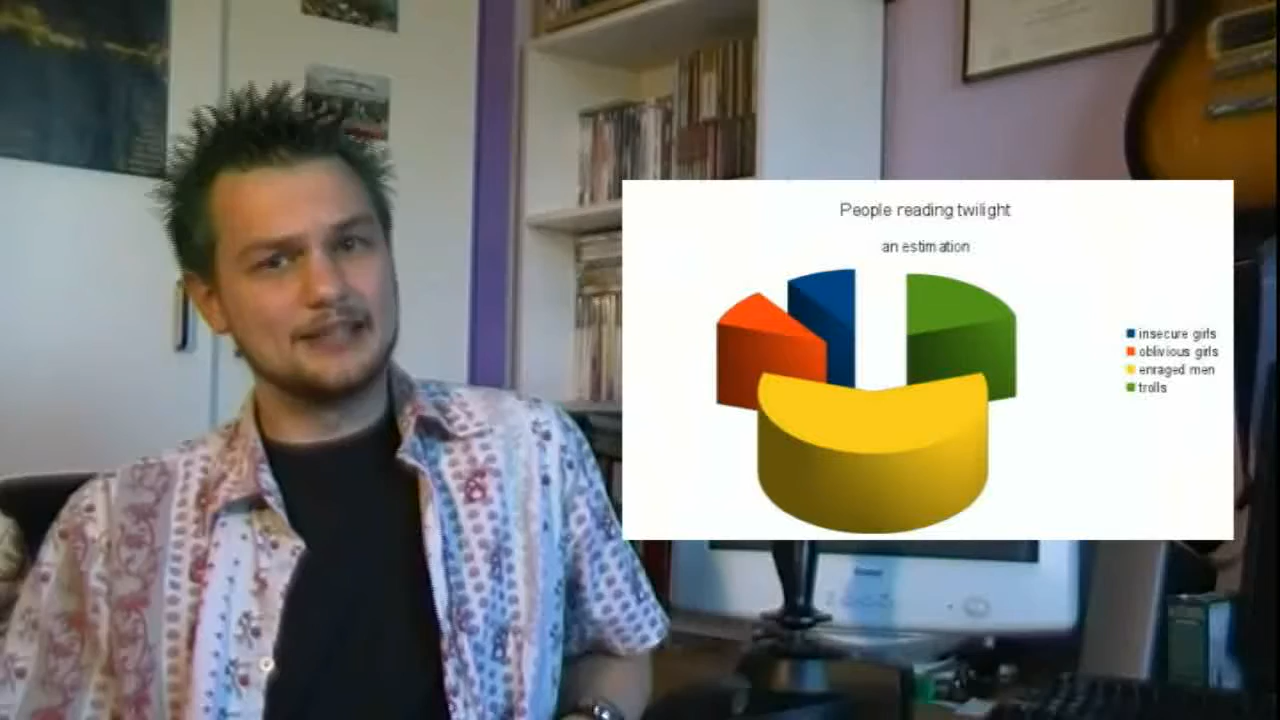 People reading twilight
an estimation
insecure girls
oblivious girls
enraged men
trolls